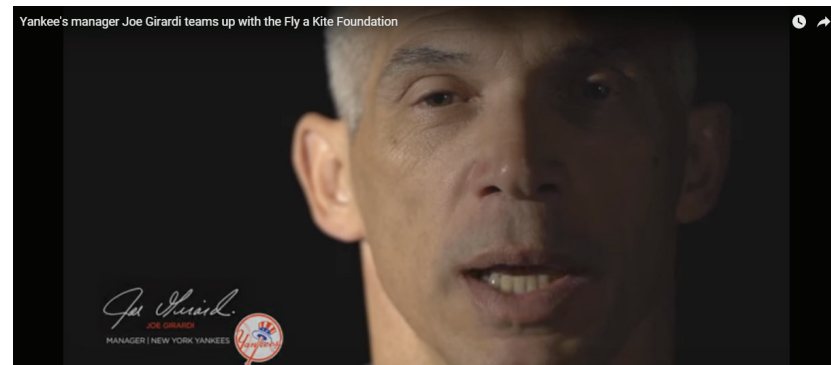 Yankee's manager Joe Girardi teams up with the Fly a Kite Foundation
Joe Girardi
JOE GIRARDI
MANAGER | NEW YORK YANKEES
Yankees